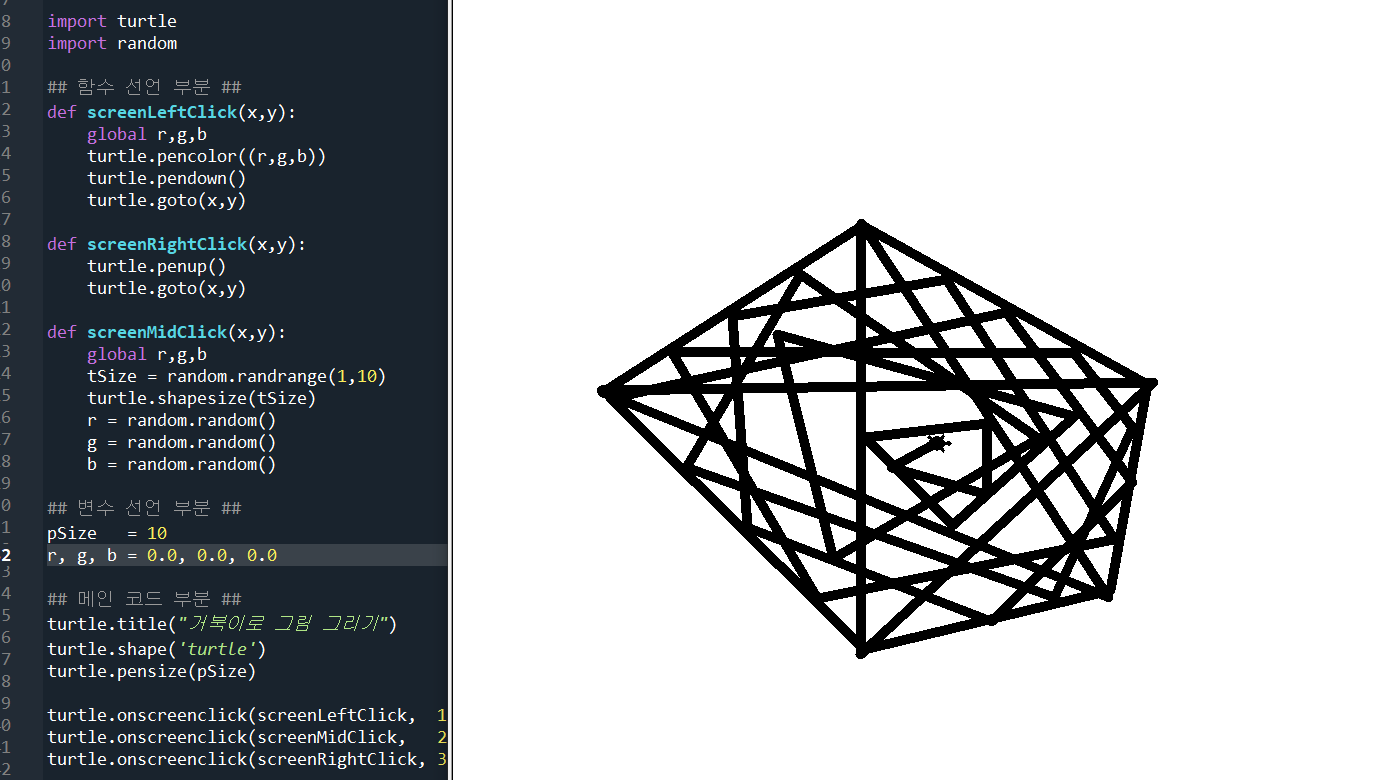 7
8 import turtle
9 import random
0
1 ## 함수 선언 부분 ##
2 def screenLeftClick(x,y):
3 global r,g,b
4 turtle.pencolor((r,g,b))
5 turtle.pendown()
6 turtle.goto(x,y)
7
8 def screenRightClick(x,y):
9 turtle.penup()
0 turtle.goto(x,y)
1
2 def screenMidClick(x,y):
3 global r,g,b
4 tSize = random.randrange(1,10)
5 turtle.shapesize(tSize)
6 r = random.random()
7 g = random.random()
8 b = random.random()
9
0 ## 변수 선언 부분 ##
1 pSize = 10
2 r, g, b = 0.0, 0.0, 0.0
3
4 ## 메인 코드 부분 ##
5 turtle.title("거북이로 그림 그리기")
6 turtle.shape('turtle')
7 turtle.pensize(pSize)
8
9 turtle.onscreenclick(screenLeftClick, 1
0 turtle.onscreenclick(screenMidClick, 2
1 turtle.onscreenclick(screenRightClick, 3
2